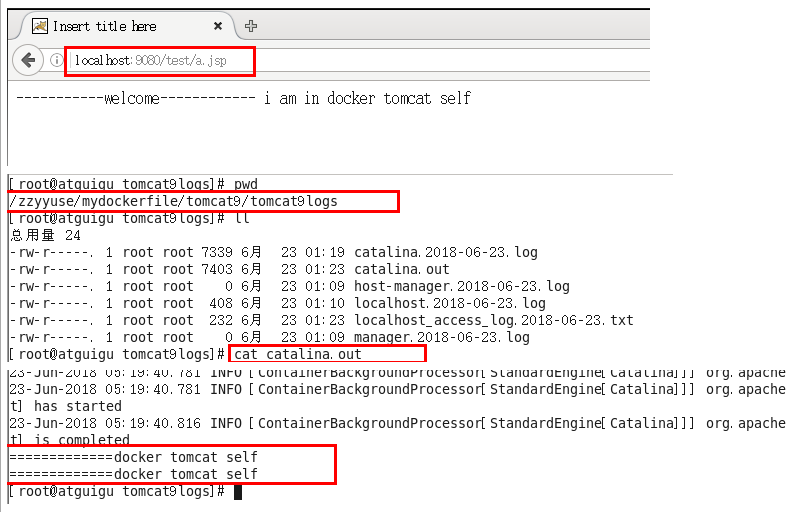 Insert title here
localhost:9080/test/a.jsp
-----------welcome------------ i am in docker tomcat self
[root@atguigu tomcat9logs]# pwd
/zzyyuse/mydockerfile/tomcat9/tomcat9logs
[root@atguigu tomcat9logs]# ll
总用量 24
-rw-r-----. 1 root root 7339 6月  23 01:19 catalina.2018-06-23.log
-rw-r-----. 1 root root 7403 6月  23 01:23 catalina.out
-rw-r-----. 1 root root    0 6月  23 01:09 host-manager.2018-06-23.log
-rw-r-----. 1 root root  408 6月  23 01:10 localhost.2018-06-23.log
-rw-r-----. 1 root root  232 6月  23 01:23 localhost_access_log.2018-06-23.txt
-rw-r-----. 1 root root    0 6月  23 01:09 manager.2018-06-23.log
[root@atguigu tomcat9logs]# cat catalina.out
23-Jun-2018 05:19:40.781 INFO [ContainerBackgroundProcessor[StandardEngine[Catalina]]] org.apache
23-Jun-2018 05:19:40.781 INFO [ContainerBackgroundProcessor[StandardEngine[Catalina]]] org.apache
t] has started
23-Jun-2018 05:19:40.816 INFO [ContainerBackgroundProcessor[StandardEngine[Catalina]]] org.apache
t] is completed
=============docker tomcat self
=============docker tomcat self
[root@atguigu tomcat9logs]#